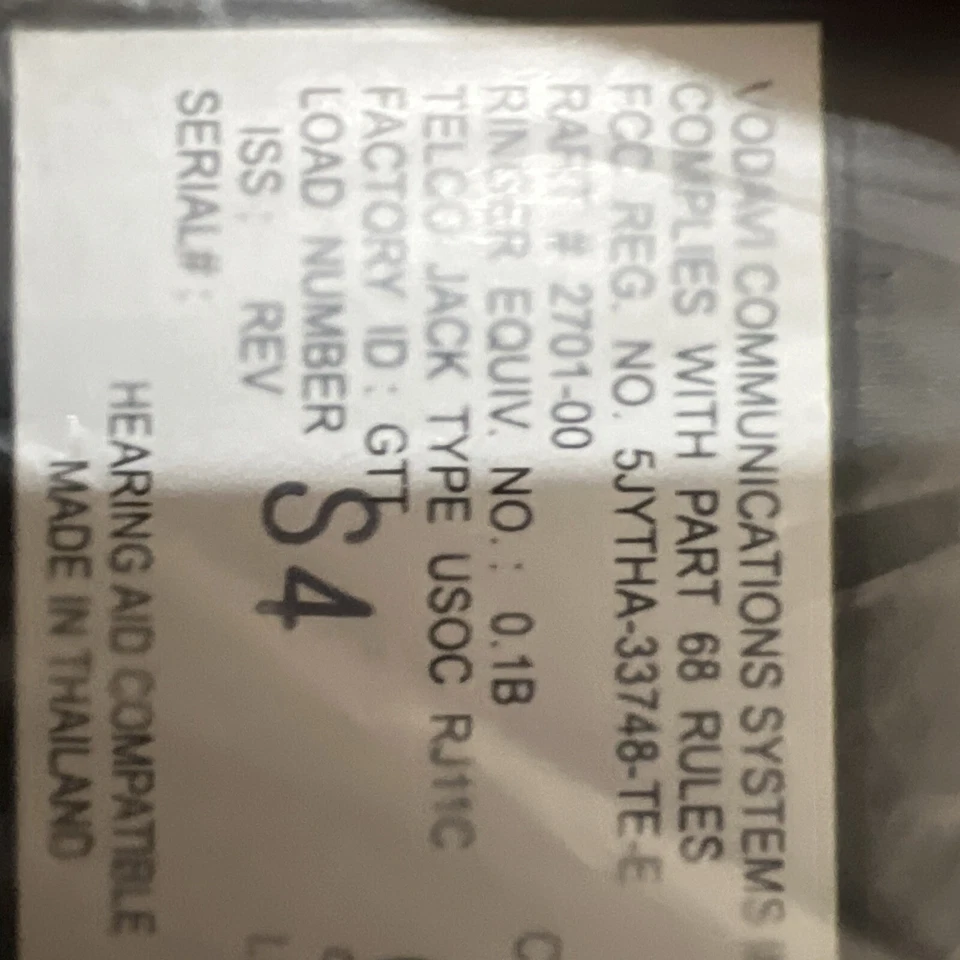 VODAVI COMMUNICATIONS SYSTEMS
COMPLIES WITH PART 68 RULES
FCC REG. NO. 5JYTHA-33748-TE-E
# 2701-00
RINGER EQUIV. NO.: 0.1B
TELCO JACK TYPE USOC RJ11C
FACTORY ID: GTT
LOAD NUMBER
S4
ISS: REV
SERIAL#:
HEARING AID COMPATIBLE
MADE IN THAILAND